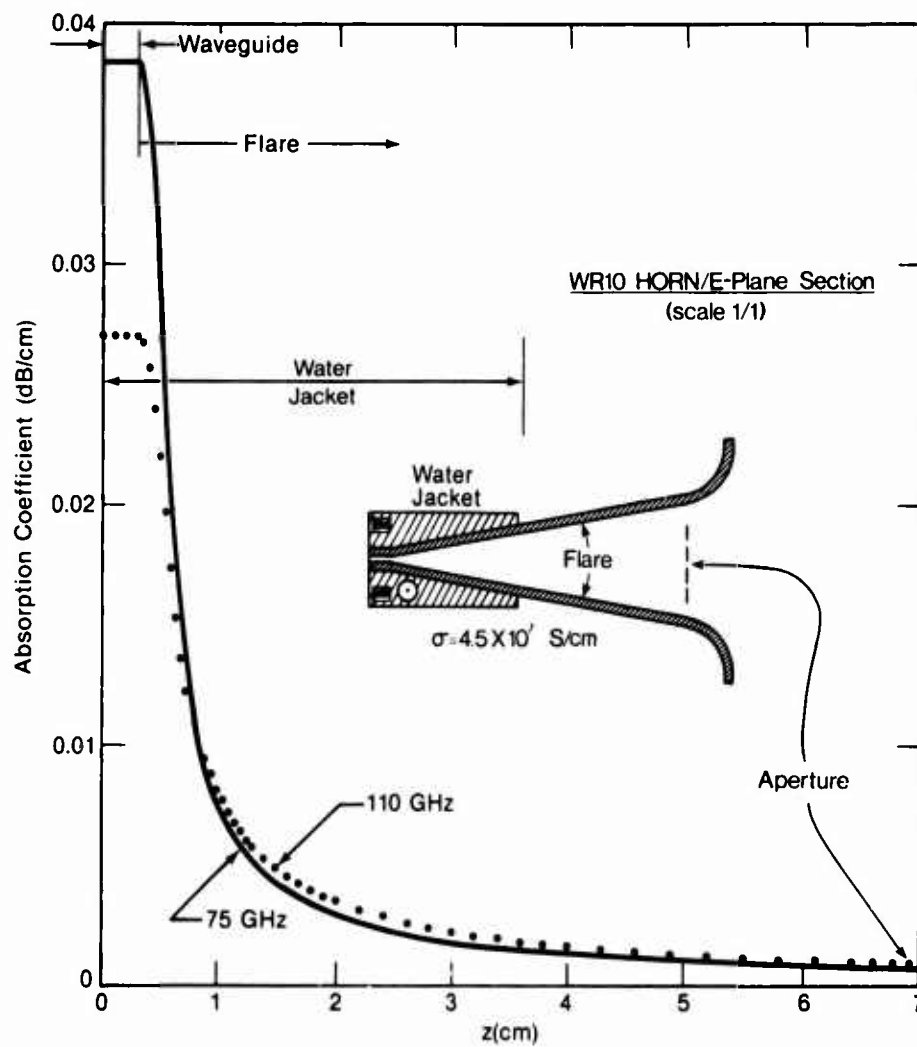 0.04
Waveguide
Flare
0.03
WR10 HORN/E-Plane Section
(scale 1/1)
Water
Jacket
Absorption Coefficient (dB/cm)
0.02
Water
Jacket
Flare
σ=4.5X10' S/cm
0.01
Aperture
110 GHz
75 GHz
0
0 1 2 3 4 5 6 7
z(cm)